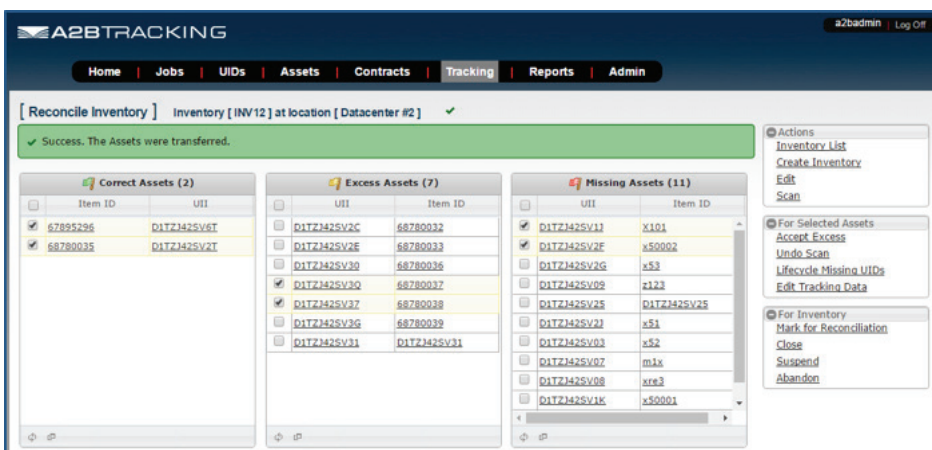 A2BTRACKING
a2badmin | Log Off
Home | Jobs | UIDs | Assets | Contracts | Tracking | Reports | Admin
[ Reconcile Inventory ] Inventory [ INV12 ] at location [ Datacenter #2 ]
Success. The Assets were transferred.
Correct Assets (2)
Item ID UII
67895296 D1TZJ42SV6T
68780035 D1TZJ42SV2T
Excess Assets (7)
UII Item ID
D1TZJ42SV2C 68780032
D1TZJ42SV2E 68780033
D1TZJ42SV30 68780036
D1TZJ42SV3Q 68780037
D1TZJ42SV37 68780038
D1TZJ42SV3G 68780039
D1TZJ42SV31 D1TZJ42SV31
Missing Assets (11)
UII Item ID
D1TZJ42SV1J X101
D1TZJ42SV2F x50002
D1TZJ42SV2G x53
D1TZJ42SV09 z123
D1TZJ42SV25 D1TZJ42SV25
D1TZJ42SV2J x51
D1TZJ42SV03 x52
D1TZJ42SV07 m1x
D1TZJ42SV08 xre3
D1TZJ42SV1K x50001
Actions
Inventory List
Create Inventory
Edit
Scan
For Selected Assets
Accept Excess
Undo Scan
Lifecycle Missing UIDs
Edit Tracking Data
For Inventory
Mark for Reconciliation
Close
Suspend
Abandon